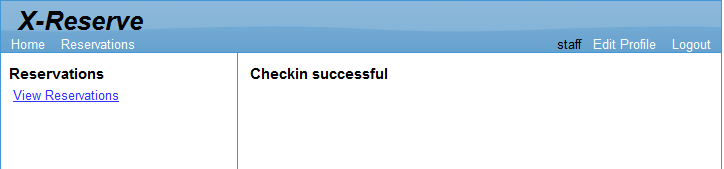 X-Reserve
Home Reservations staff Edit Profile Logout
Reservations
View Reservations
Checkin successful